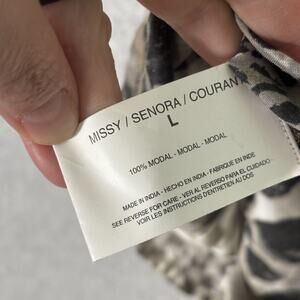 MISSY / SENORA / COURAN
L
100% MODAL - MODAL - MODAL
MADE IN INDIA - HECHO EN INDIA - FABRIQUE EN INDE
SEE REVERSE FOR CARE - VER AL REVERSO PARA EL CUIDADO -
VOIR LES INSTRUCTIONS D'ENTRETIEN AU DOS